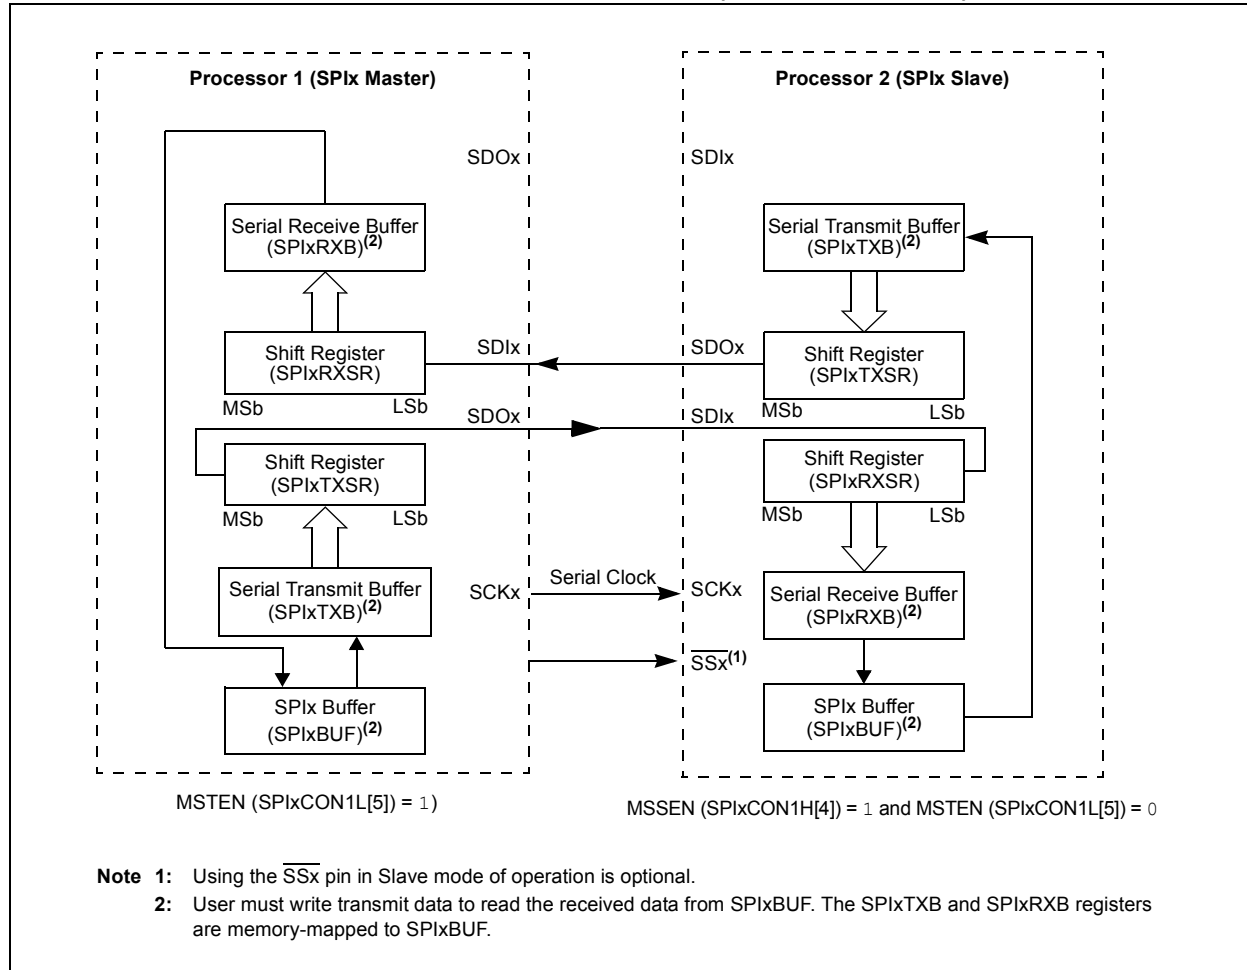 Processor 1 (SPIx Master)
Processor 2 (SPIx Slave)
SDOx
SDIx
Serial Receive Buffer
(SPIxRXB)(2)
Serial Transmit Buffer
(SPIxTXB)(2)
Shift Register
(SPIxRXSR)
SDIx
SDOx
Shift Register
(SPIxTXSR)
MSb
LSb
MSb
LSb
SDOx
SDIx
Shift Register
(SPIxTXSR)
Shift Register
(SPIxRXSR)
MSb
LSb
MSb
LSb
Serial Transmit Buffer
(SPIxTXB)(2)
SCKx
Serial Clock
SCKx
Serial Receive Buffer
(SPIxRXB)(2)
SSx(1)
SPIx Buffer
(SPIxBUF)(2)
SPIx Buffer
(SPIxBUF)(2)
MSTEN (SPIxCON1L[5]) = 1)
MSSEN (SPIxCON1H[4]) = 1 and MSTEN (SPIxCON1L[5]) = 0
Note 1: Using the SSx pin in Slave mode of operation is optional.
2: User must write transmit data to read the received data from SPIxBUF. The SPIxTXB and SPIxRXB registers
are memory-mapped to SPIxBUF.